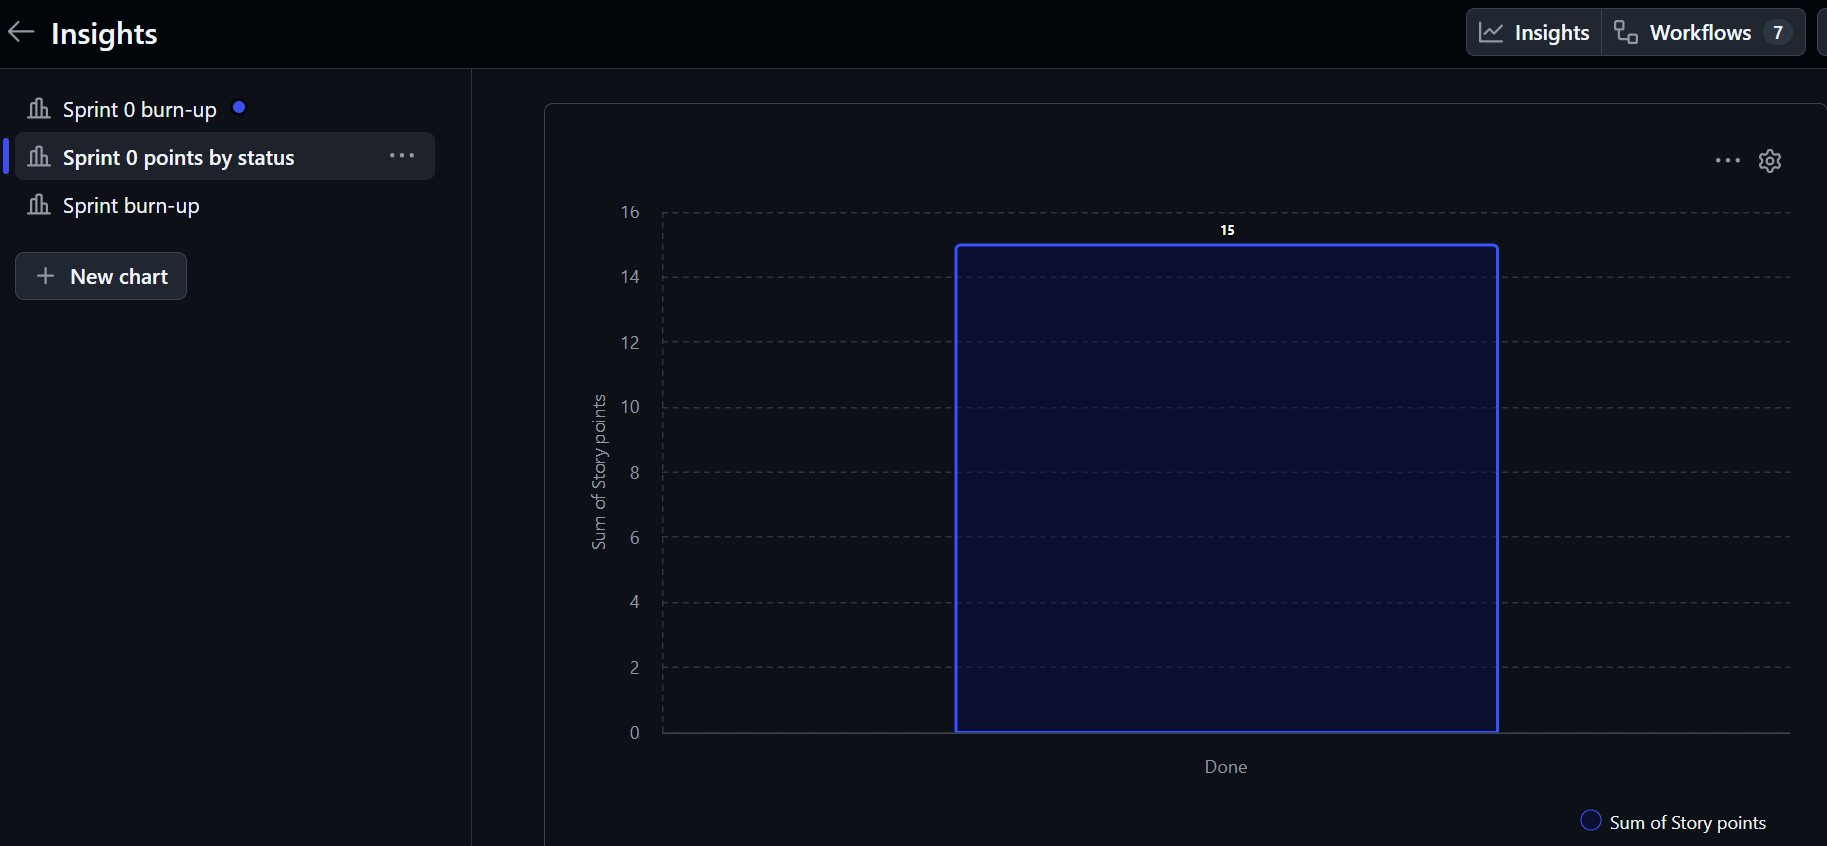 Insights
Insights
Workflows 7
Sprint 0 burn-up
Sprint 0 points by status
Sprint burn-up
New chart
16
15
14
12
10
8
6
4
2
0
Sum of Story points
Done
Sum of Story points